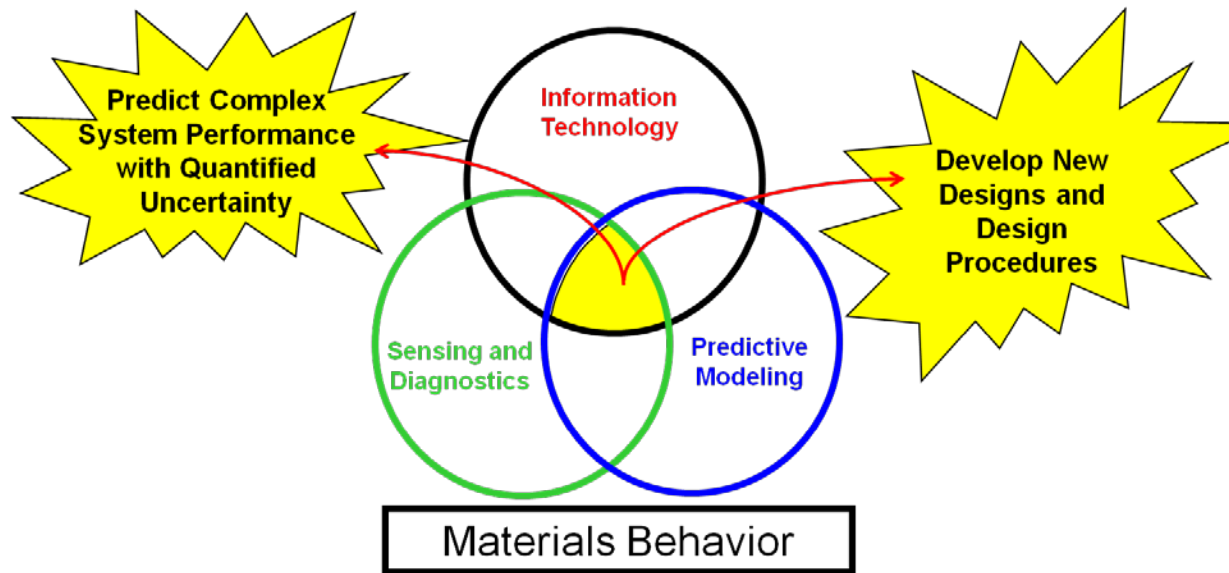 Predict Complex
System Performance
with Quantified
Uncertainty
Information
Technology
Develop New
Designs and
Design
Procedures
Sensing and
Diagnostics
Predictive
Modeling
Materials Behavior